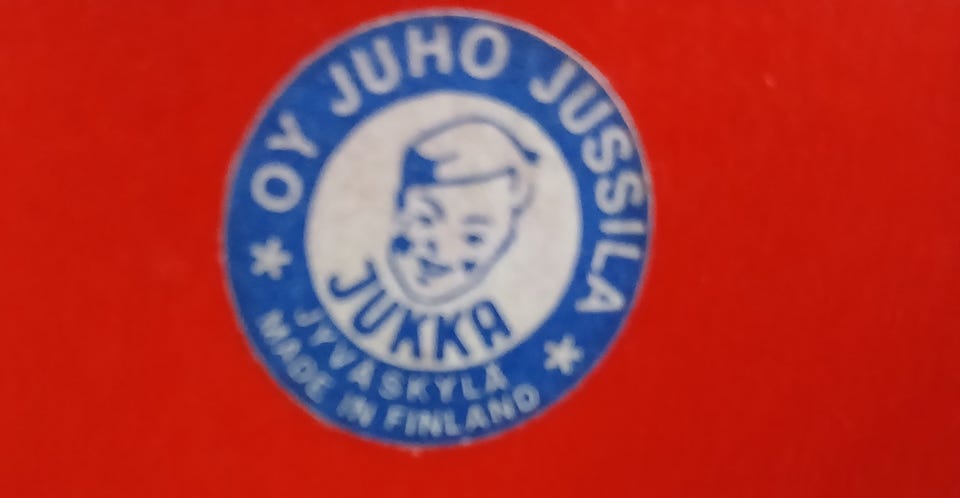 OY JUHO JUSSILA
JUKKA
JYVÄSKYLÄ
MADE IN FINLAND